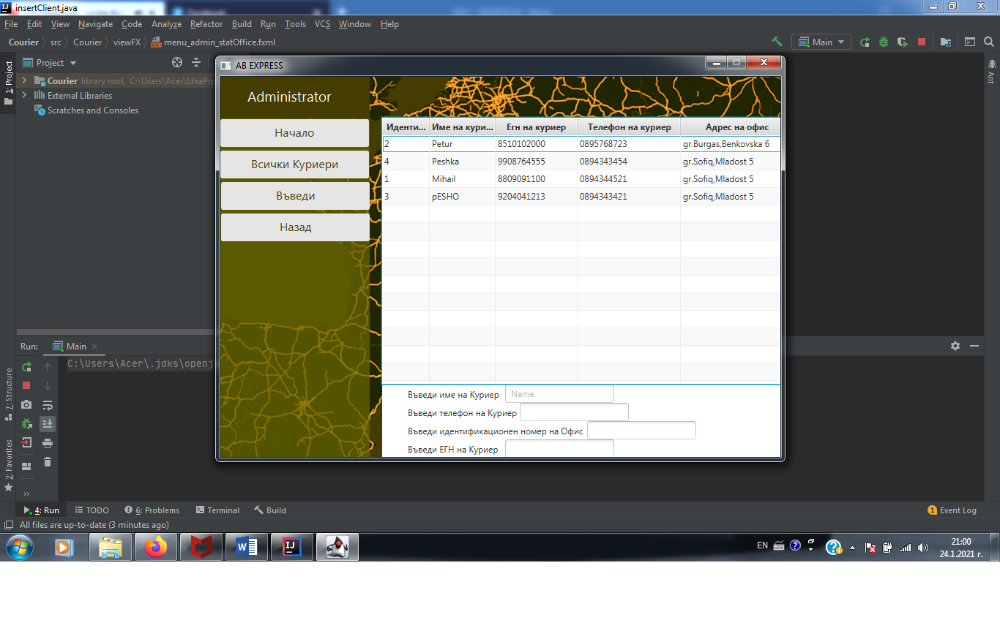 insertClient.java
File Edit View Navigate Code Analyze Refactor Build Run Tools VCS Window Help
Courier src Courier viewFX menu_admin_statOffice.fxml
Main
1: Project
Project
Courier library root, C:\Users\Acer\IdeaPro
External Libraries
Scratches and Consoles
Ant
AB EXPRESS
Administrator
Начало
Всички Куриери
Въведи
Назад
Иденти... Име на кури... Егн на куриер Телефон на куриер Адрес на офис
2 Petur 8510102000 0895768723 gr.Burgas,Benkovska 6
4 Peshka 9908764555 0894343454 gr.Sofiq,Mladost 5
1 Mihail 8809091100 0894344521 gr.Sofiq,Mladost 5
3 pESHO 9204041213 0894343421 gr.Sofiq,Mladost 5
Въведи име на Куриер Name
Въведи телефон на Куриер
Въведи идентификационен номер на Офис
Въведи ЕГН на Куриер
Run: Main
C:\Users\Acer\.jdks\openj
7: Structure
2: Favorites
4: Run TODO 6: Problems Terminal Build 1 Event Log
All files are up-to-date (3 minutes ago)
EN 21:00
24.1.2021 г.